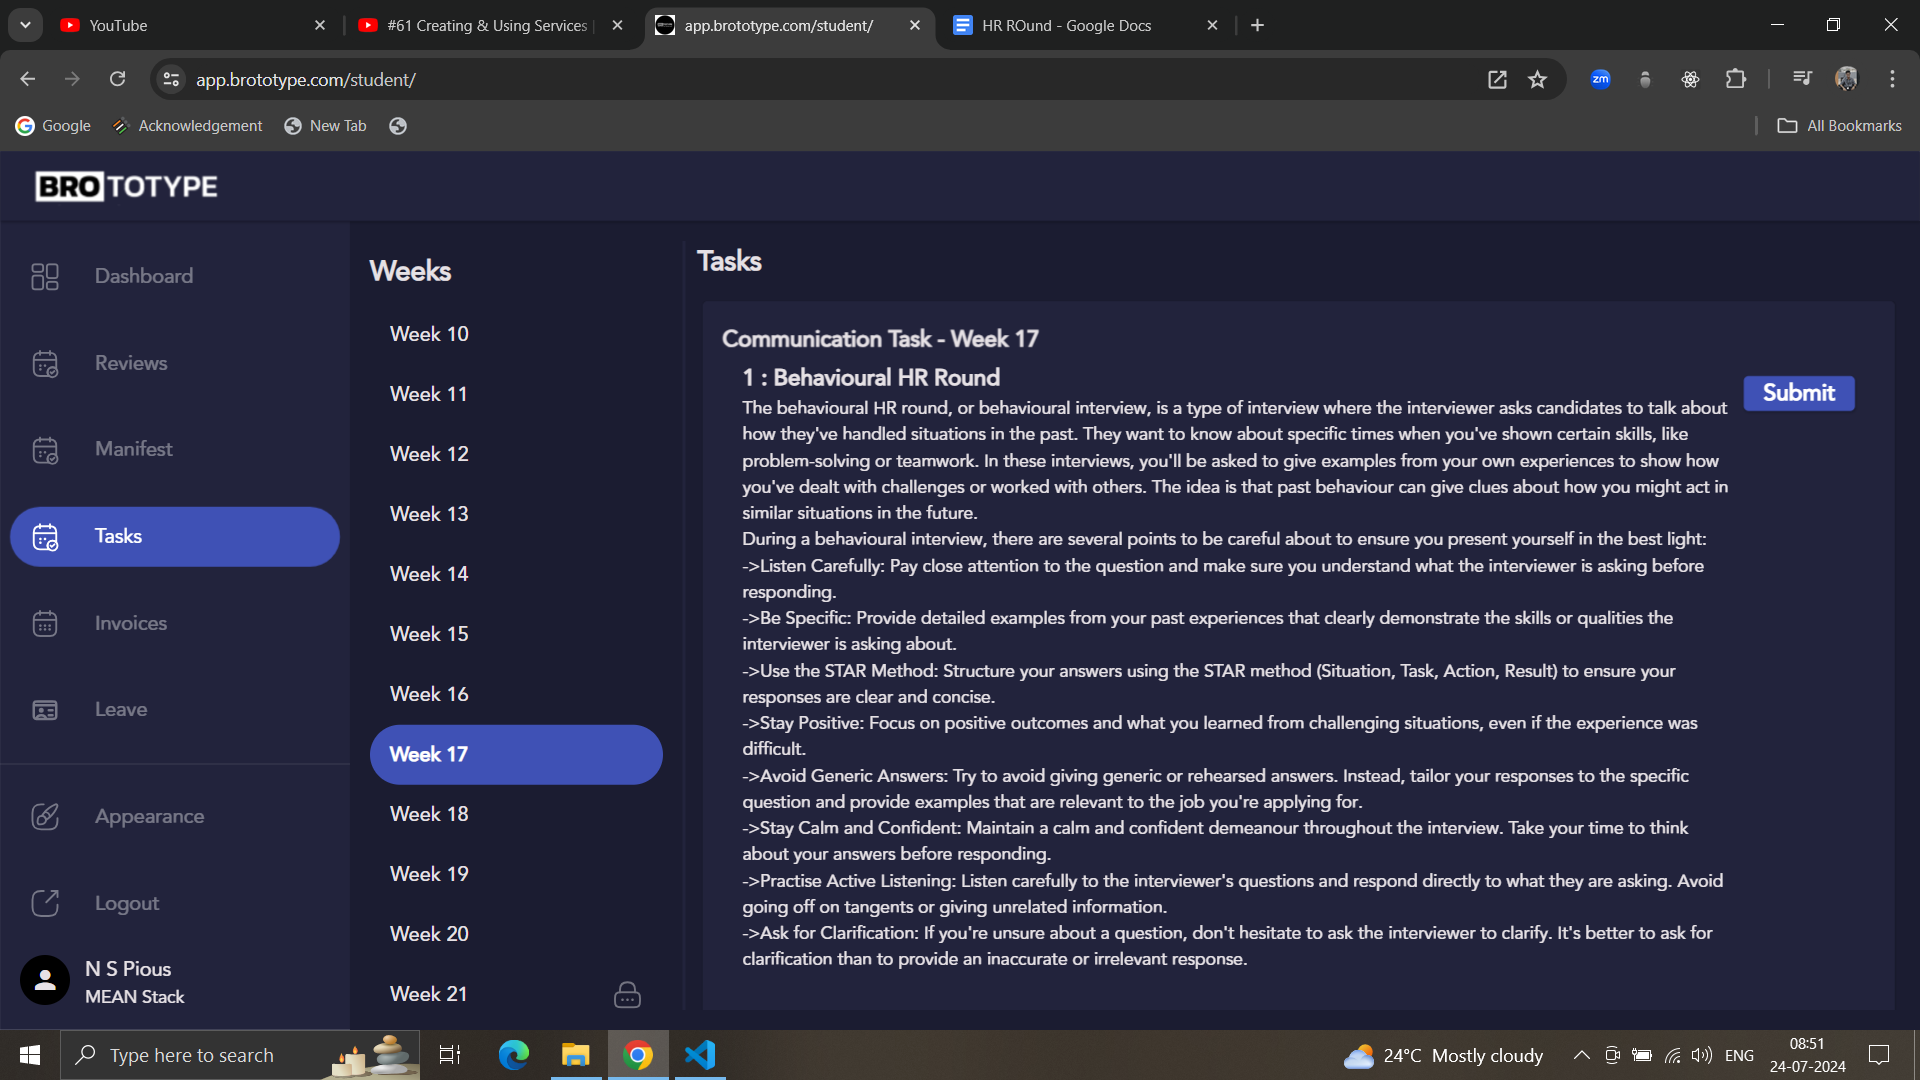 YouTube
#61 Creating & Using Services
app.brototype.com/student/
HR ROund - Google Docs
app.brototype.com/student/
zm
Google
Acknowledgement
New Tab
All Bookmarks
BROTOTYPE
Dashboard
Reviews
Manifest
Tasks
Invoices
Leave
Appearance
Logout
N S Pious
MEAN Stack
Weeks
Week 10
Week 11
Week 12
Week 13
Week 14
Week 15
Week 16
Week 17
Week 18
Week 19
Week 20
Week 21
Tasks
Communication Task - Week 17
1 : Behavioural HR Round
Submit
The behavioural HR round, or behavioural interview, is a type of interview where the interviewer asks candidates to talk about
how they've handled situations in the past. They want to know about specific times when you've shown certain skills, like
problem-solving or teamwork. In these interviews, you'll be asked to give examples from your own experiences to show how
you've dealt with challenges or worked with others. The idea is that past behaviour can give clues about how you might act in
similar situations in the future.
During a behavioural interview, there are several points to be careful about to ensure you present yourself in the best light:
->Listen Carefully: Pay close attention to the question and make sure you understand what the interviewer is asking before
responding.
->Be Specific: Provide detailed examples from your past experiences that clearly demonstrate the skills or qualities the
interviewer is asking about.
->Use the STAR Method: Structure your answers using the STAR method (Situation, Task, Action, Result) to ensure your
responses are clear and concise.
->Stay Positive: Focus on positive outcomes and what you learned from challenging situations, even if the experience was
difficult.
->Avoid Generic Answers: Try to avoid giving generic or rehearsed answers. Instead, tailor your responses to the specific
question and provide examples that are relevant to the job you're applying for.
->Stay Calm and Confident: Maintain a calm and confident demeanour throughout the interview. Take your time to think
about your answers before responding.
->Practise Active Listening: Listen carefully to the interviewer's questions and respond directly to what they are asking. Avoid
going off on tangents or giving unrelated information.
->Ask for Clarification: If you're unsure about a question, don't hesitate to ask the interviewer to clarify. It's better to ask for
clarification than to provide an inaccurate or irrelevant response.
Type here to search
24°C Mostly cloudy
ENG
08:51
24-07-2024